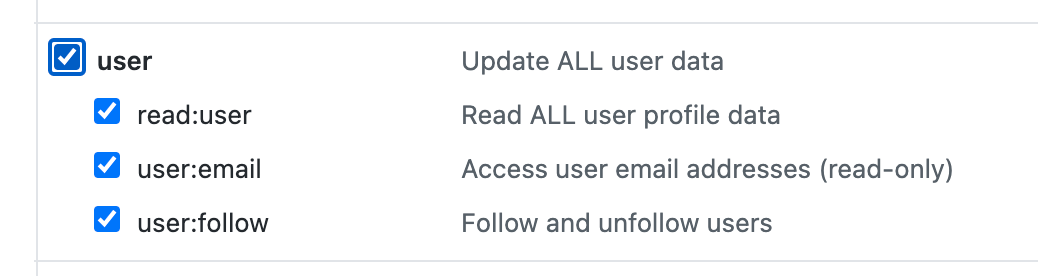 user Update ALL user data
read:user Read ALL user profile data
user:email Access user email addresses (read-only)
user:follow Follow and unfollow users